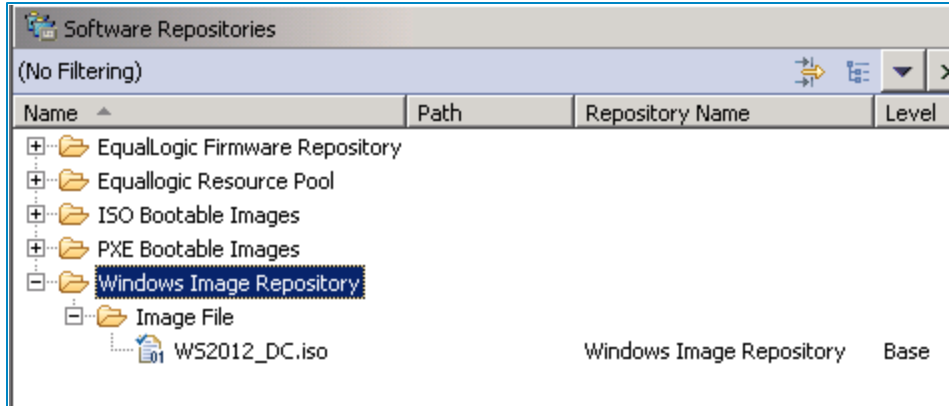 Software Repositories
(No Filtering)
Name Path Repository Name Level
EqualLogic Firmware Repository
Equallogic Resource Pool
ISO Bootable Images
PXE Bootable Images
Windows Image Repository
Image File
WS2012_DC.iso Windows Image Repository Base